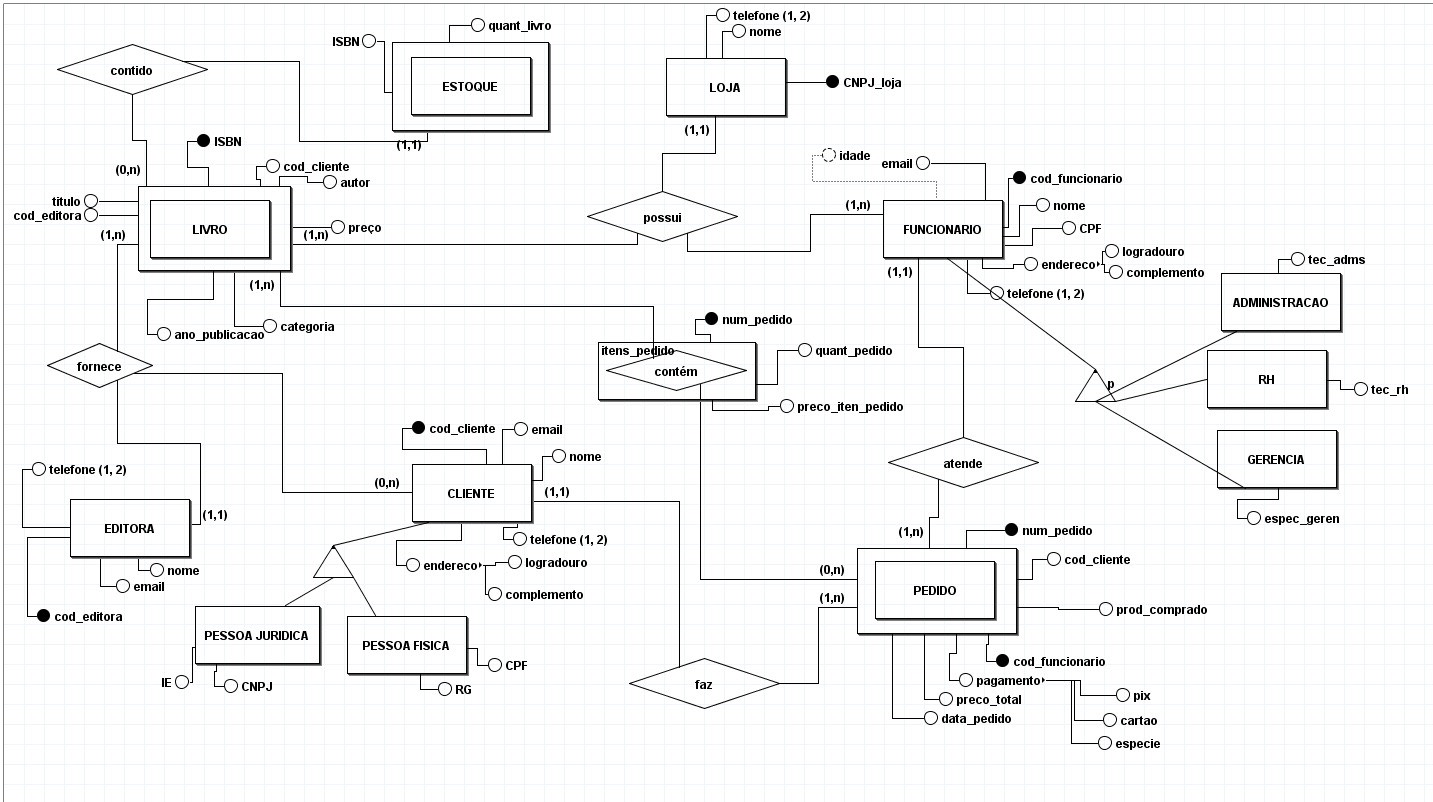 telefone (1, 2)
nome
quant_livro
ISBN
contido
ESTOQUE
LOJA
CNPJ_loja
(1,1)
(1,1)
ISBN
(0,n)
cod_cliente
autor
idade
email
cod_funcionario
titulo
cod_editora
nome
(1,n)
possui
LIVRO
preço
CPF
FUNCIONARIO
(1,n)
(1,n)
logradouro
endereco
complemento
(1,1)
tec_adms
(1,n)
telefone (1, 2)
ADMINISTRACAO
num_pedido
categoria
ano_publicacao
itens_pedido
quant_pedido
fornece
contém
p
RH
tec_rh
preco_iten_pedido
cod_cliente
email
nome
telefone (1, 2)
atende
GERENCIA
(0,n)
CLIENTE
(1,1)
(1,1)
espec_geren
EDITORA
(1,n)
num_pedido
telefone (1, 2)
cod_cliente
nome
endereco
logradouro
(0,n)
email
complemento
PEDIDO
(1,n)
prod_comprado
cod_editora
PESSOA JURIDICA
PESSOA FISICA
CPF
cod_funcionario
IE
CNPJ
RG
faz
pagamento
pix
preco_total
data_pedido
cartao
especie